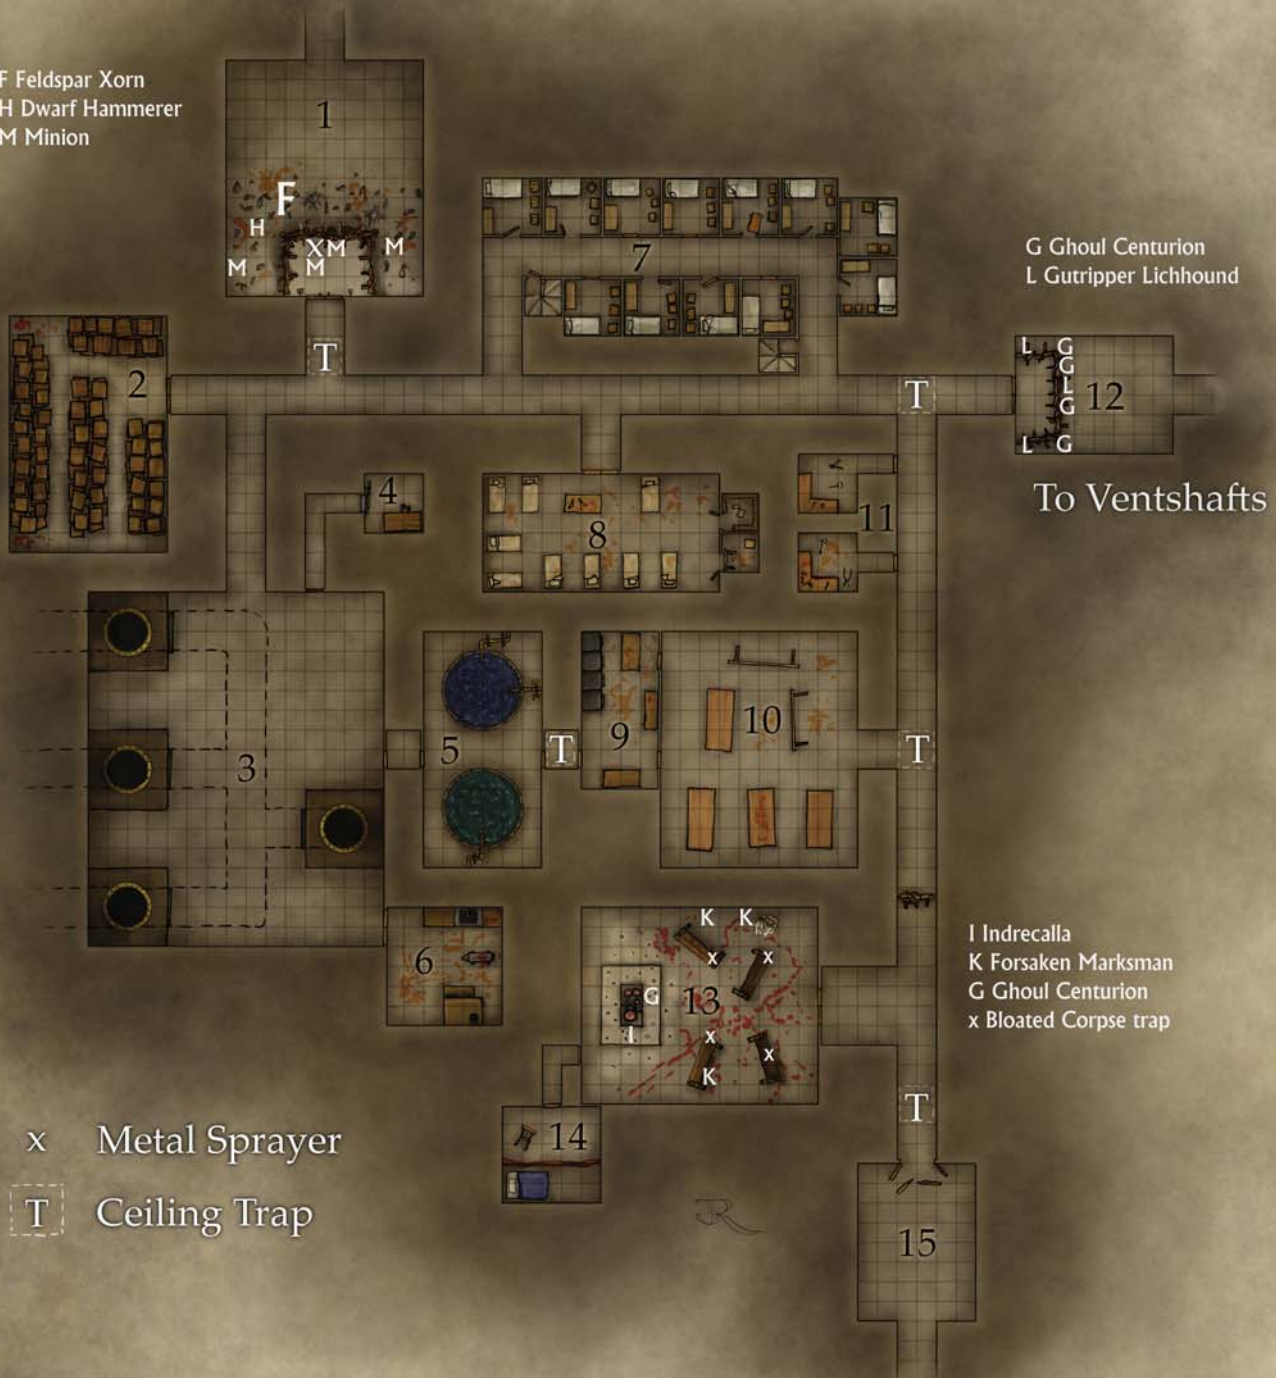 F Feldspar Xorn
H Dwarf Hammerer
M Minion
1
F
H
X M
M
M
M
7
G Ghoul Centurion
L Gutripper Lichhound
T
2
L G
G
L
G
L G
12
T
To Ventshafts
4
8
11
3
5
T
9
10
T
I Indrecalla
K Forsaken Marksman
G Ghoul Centurion
x Bloated Corpse trap
6
K K
x x
G
13
I
x
x
K
T
x Metal Sprayer
14
T Ceiling Trap
15